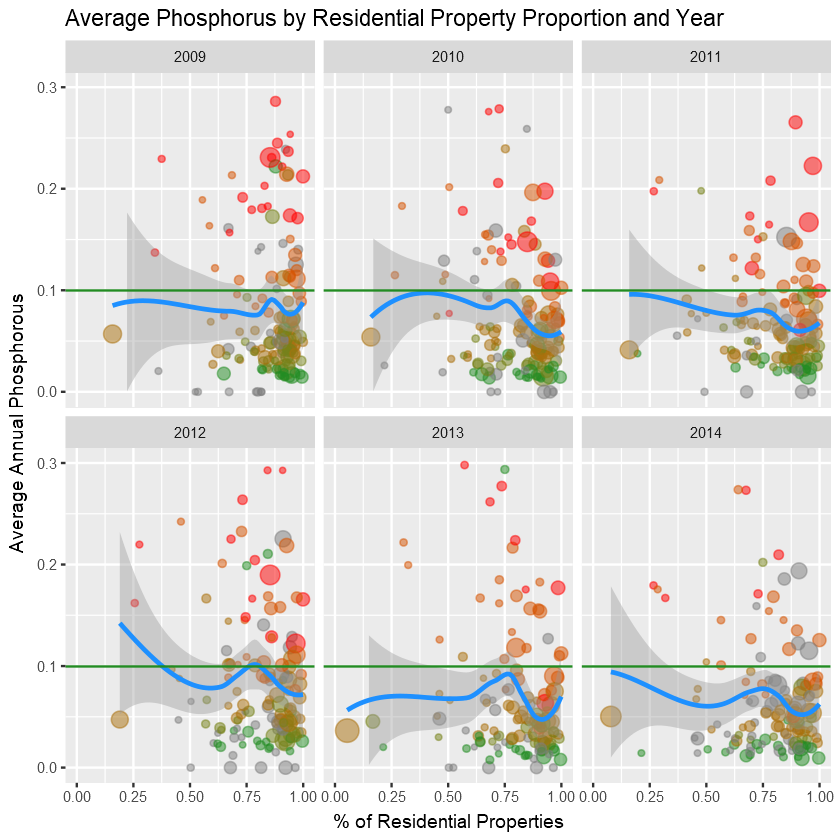 Average Phosphorus by Residential Property Proportion and Year
2009 2010 2011
0.3
0.2
0.1
0.0
2012 2013 2014
0.3
0.2
0.1
0.0
0.00 0.25 0.50 0.75 1.00 0.00 0.25 0.50 0.75 1.00 0.00 0.25 0.50 0.75 1.00
% of Residential Properties
Average Annual Phosphorous